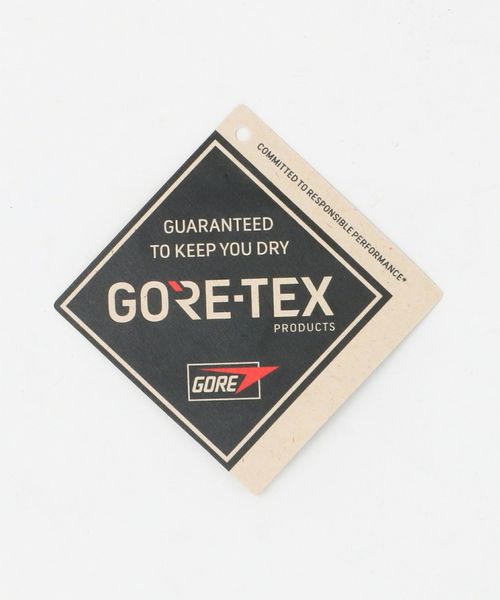 COMMITTED TO RESPONSIBLE PERFORMANCE*
GUARANTEED
TO KEEP YOU DRY
GORE-TEX
PRODUCTS
GORE